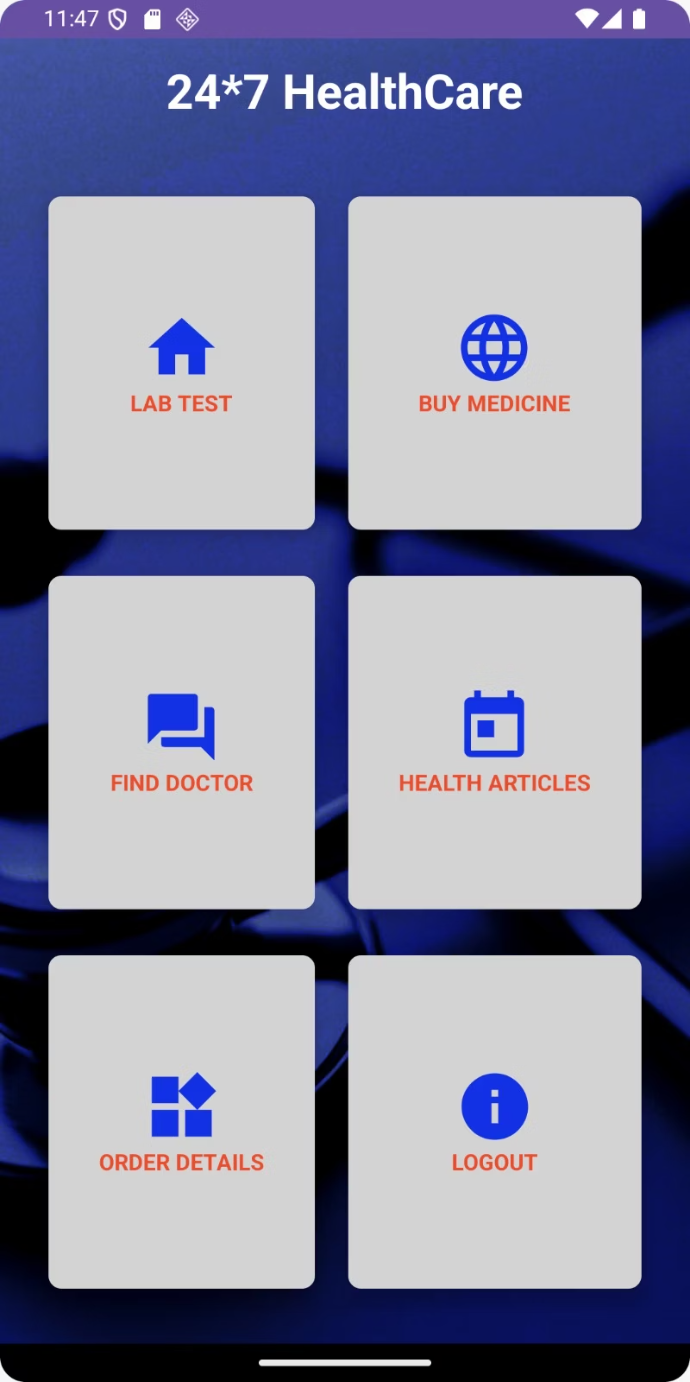 11:47
24*7 HealthCare
LAB TEST
BUY MEDICINE
FIND DOCTOR
HEALTH ARTICLES
ORDER DETAILS
LOGOUT